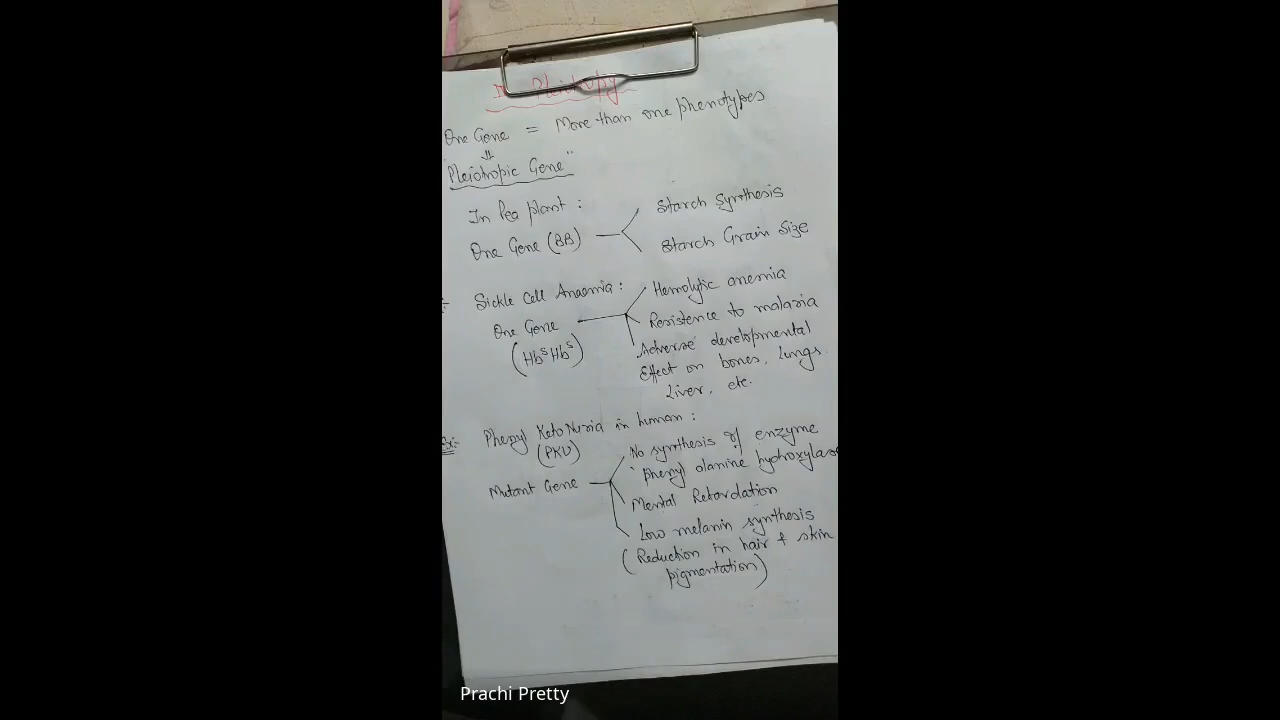 Pleiotropy
One Gene = More than one phenotypes
"Pleiotropic Gene"
In Pea plant :
One Gene (BB)
Starch Synthesis
Starch Grain Size
Sickle Cell Anaemia :
One Gene
(HbˢHbˢ)
Hemolytic anemia
Resistence to malaria
Adverse developmental
Effect on bones, lungs
Liver, etc.
Ex:- Phenyl Keto Nuria in human :
(PKU)
Mutant Gene
No synthesis of enzyme
'phenyl alanine hydroxylase
Mental Retardation
Low melanin synthesis
(Reduction in hair & skin
pigmentation)
Prachi Pretty